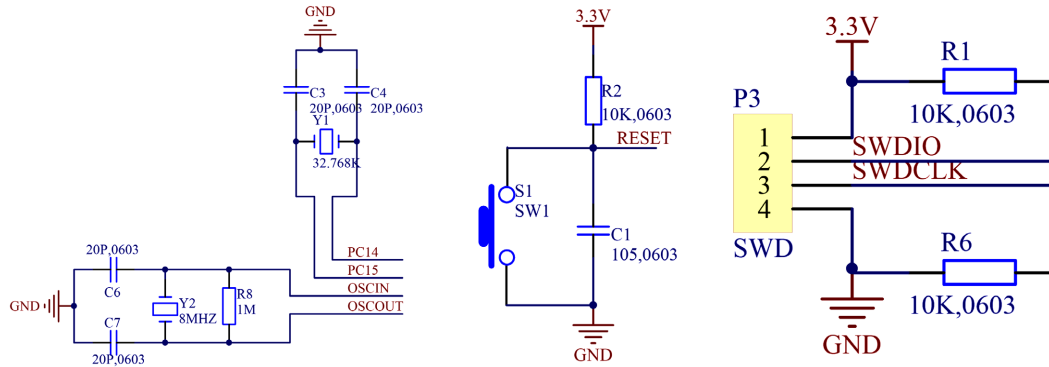 GND
C3
20P,0603
C4
20P,0603
Y1
32.768K
PC14
PC15
OSCIN
OSCOUT
20P,0603
C6
GND
Y2
8MHZ
R8
1M
C7
20P,0603
3.3V
R2
10K,0603
RESET
S1
SW1
C1
105,0603
GND
3.3V
R1
10K,0603
P3
1
2
3
4
SWDIO
SWDCLK
SWD
R6
10K,0603
GND